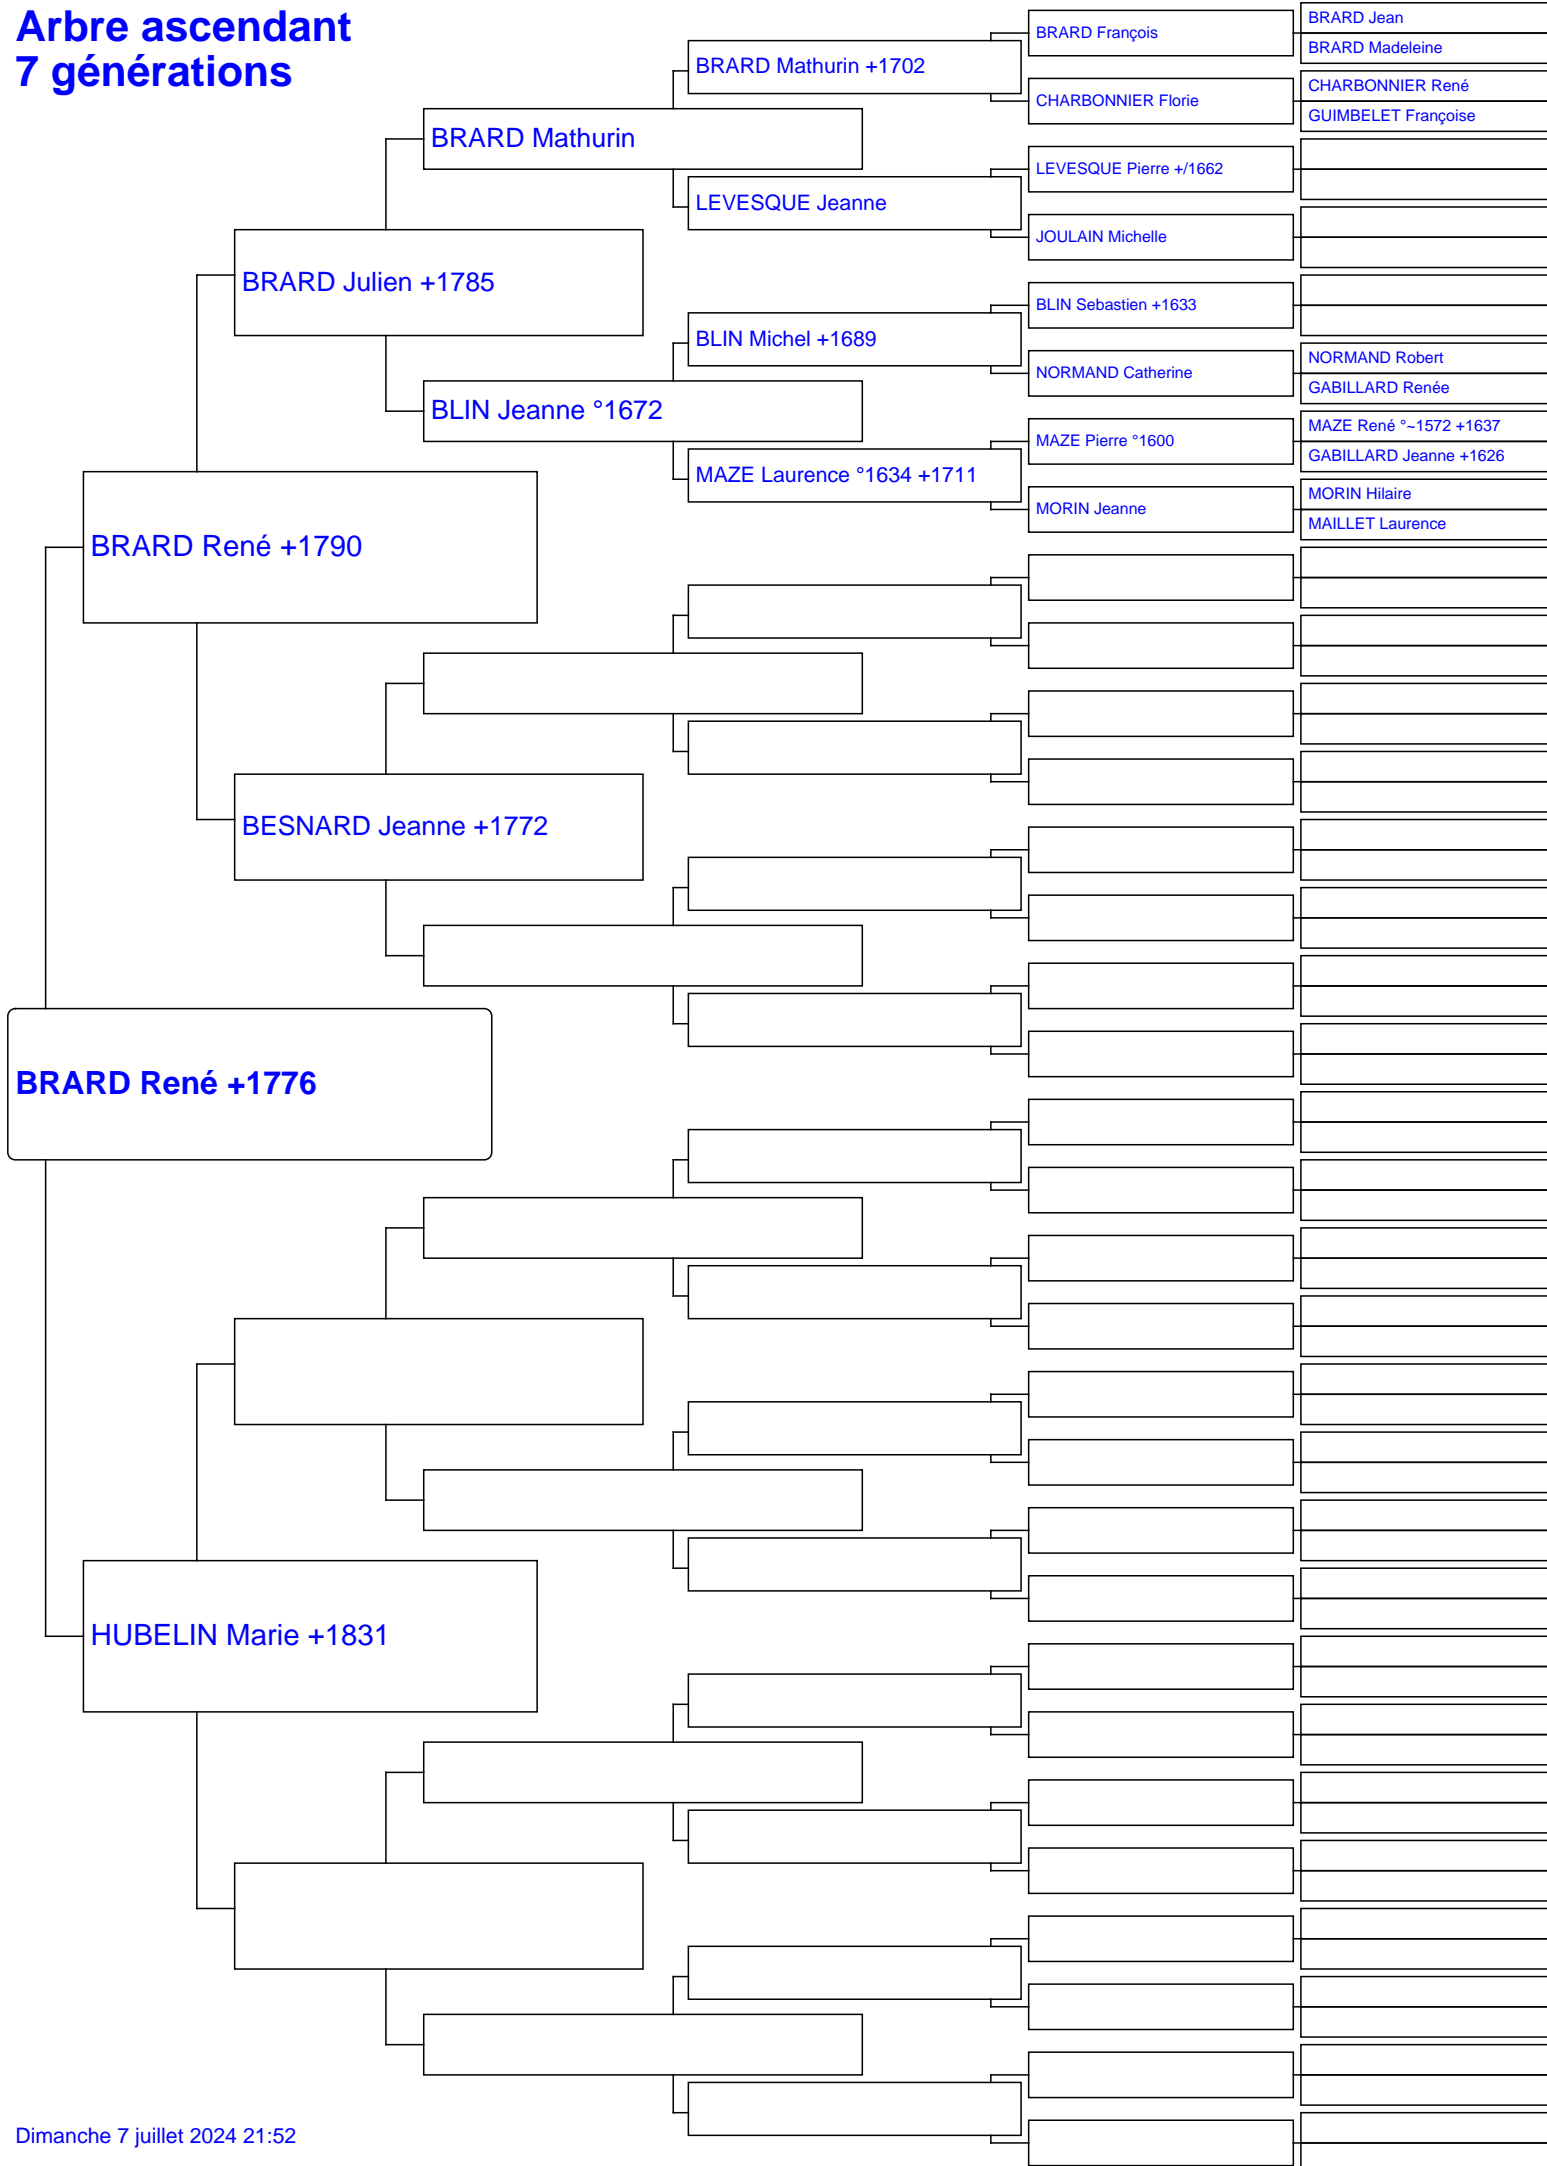 Arbre ascendant
7 générations
BRARD René +1776
BRARD René +1790
HUBELIN Marie +1831
BRARD Julien +1785
BESNARD Jeanne +1772
BRARD Mathurin
BLIN Jeanne °1672
BRARD Mathurin +1702
LEVESQUE Jeanne
BLIN Michel +1689
MAZE Laurence °1634 +1711
BRARD François
CHARBONNIER Florie
LEVESQUE Pierre +/1662
JOULAIN Michelle
BLIN Sebastien +1633
NORMAND Catherine
MAZE Pierre °1600
MORIN Jeanne
BRARD Jean
BRARD Madeleine
CHARBONNIER René
GUIMBELET Françoise
NORMAND Robert
GABILLARD Renée
MAZE René °~1572 +1637
GABILLARD Jeanne +1626
MORIN Hilaire
MAILLET Laurence
Dimanche 7 juillet 2024 21:52